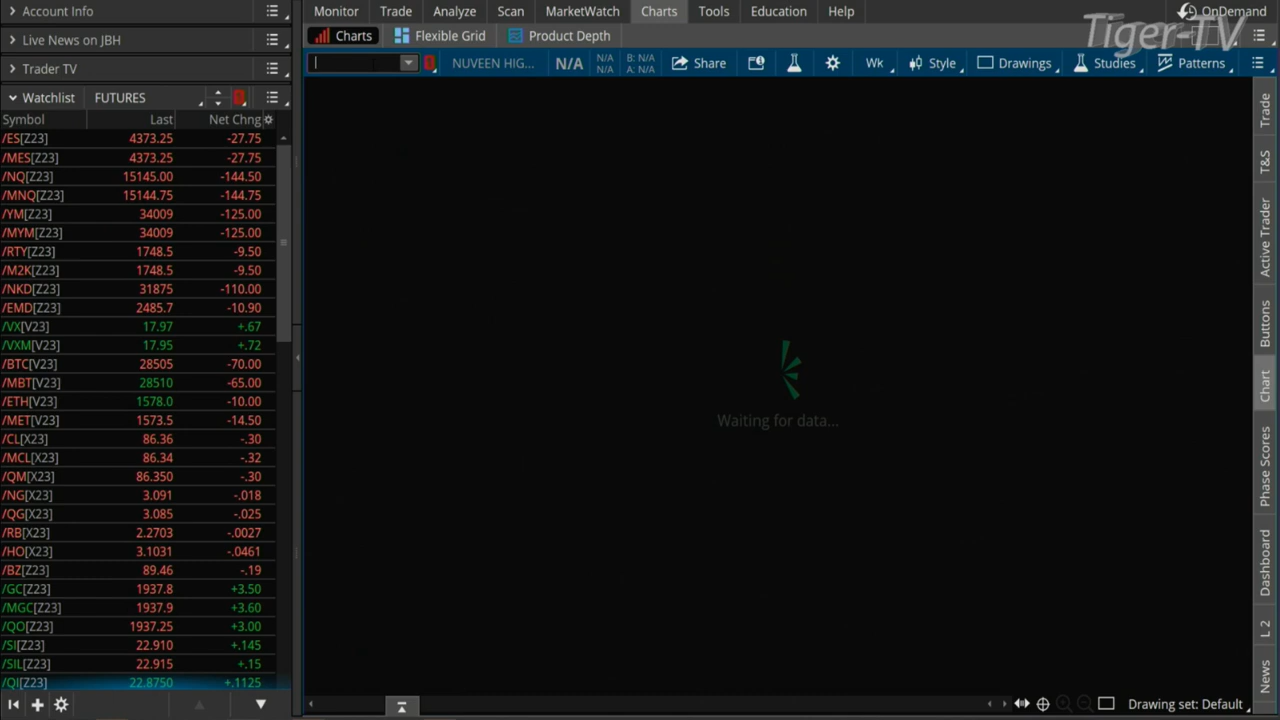 Account Info
Live News on JBH
Trader TV
Watchlist FUTURES
Symbol Last Net Chng
/ES[Z23] 4373.25 -27.75
/MES[Z23] 4373.25 -27.75
/NQ[Z23] 15145.00 -144.50
/MNQ[Z23] 15144.75 -144.75
/YM[Z23] 34009 -125.00
/MYM[Z23] 34009 -125.00
/RTY[Z23] 1748.5 -9.50
/M2K[Z23] 1748.5 -9.50
/NKD[Z23] 31875 -110.00
/EMD[Z23] 2485.7 -10.90
/VX[V23] 17.97 +.67
/VXM[V23] 17.95 +.72
/BTC[V23] 28505 -70.00
/MBT[V23] 28510 -65.00
/ETH[V23] 1578.0 -10.00
/MET[V23] 1573.5 -14.50
/CL[X23] 86.36 -.30
/MCL[X23] 86.34 -.32
/QM[X23] 86.350 -.30
/NG[X23] 3.091 -.018
/QG[X23] 3.085 -.025
/RB[X23] 2.2703 -.0027
/HO[X23] 3.1031 -.0461
/BZ[Z23] 89.46 -.19
/GC[Z23] 1937.8 +3.50
/MGC[Z23] 1937.9 +3.60
/QO[Z23] 1937.25 +3.00
/SI[Z23] 22.910 +.145
/SIL[Z23] 22.915 +.15
/QI[Z23] 22.8750 +.1125
Monitor Trade Analyze Scan MarketWatch Charts Tools Education Help OnDemand
Tiger-TV
Charts Flexible Grid Product Depth
NUVEEN HIG... N/A N/A B: N/A Share Wk Style Drawings Studies Patterns
N/A A: N/A
Waiting for data...
Trade
T&S
Active Trader
Buttons
Chart
Phase Scores
Dashboard
L 2
News
Drawing set: Default